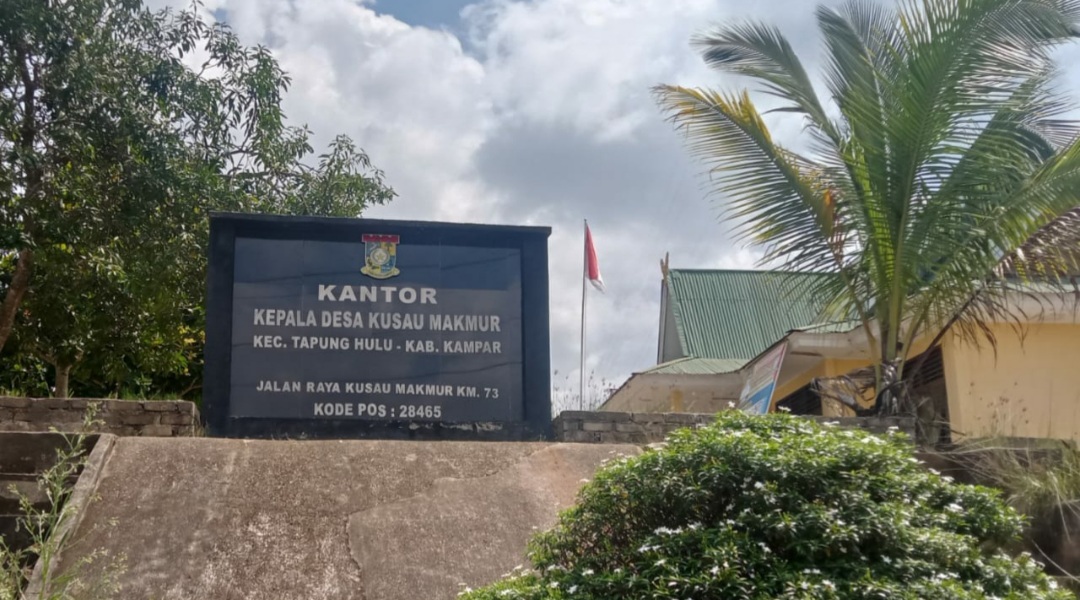 KANTOR
KEPALA DESA KUSAU MAKMUR
KEC. TAPUNG HULU - KAB. KAMPAR
JALAN RAYA KUSAU MAKMUR KM. 73
KODE POS : 28465